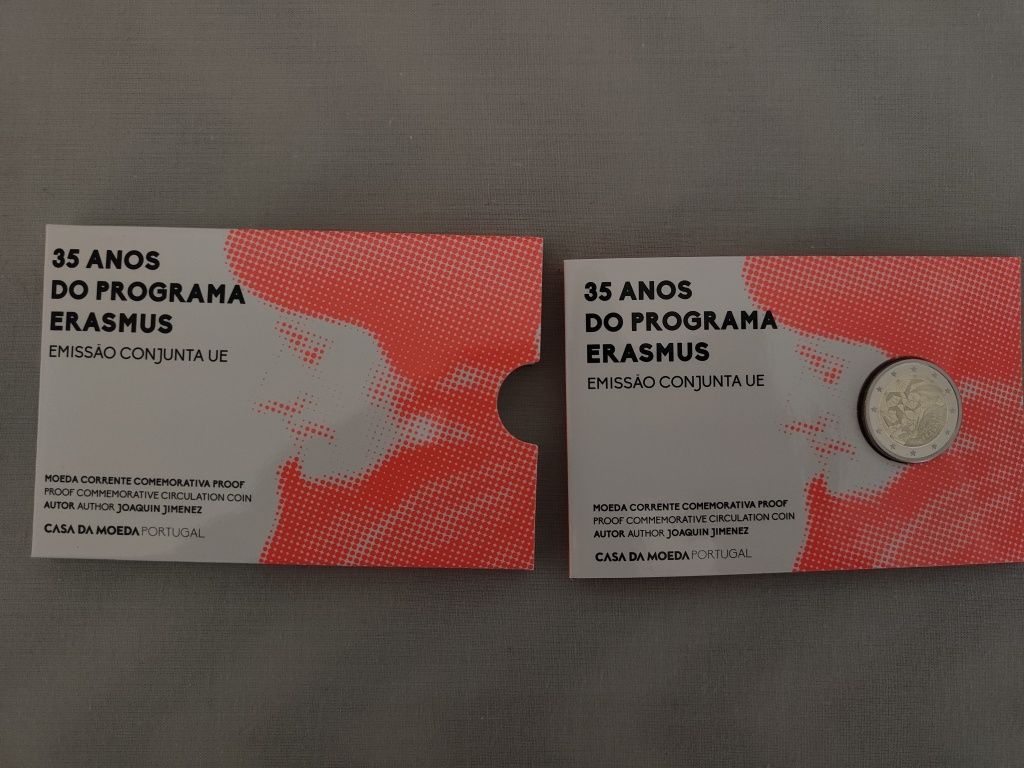 35 ANOS
DO PROGRAMA
ERASMUS
EMISSÃO CONJUNTA UE
MOEDA CORRENTE COMEMORATIVA PROOF
PROOF COMMEMORATIVE CIRCULATION COIN
AUTOR AUTHOR JOAQUIN JIMENEZ
CASA DA MOEDA PORTUGAL
35 ANOS
DO PROGRAMA
ERASMUS
EMISSÃO CONJUNTA UE
MOEDA CORRENTE COMEMORATIVA PROOF
PROOF COMMEMORATIVE CIRCULATION COIN
AUTOR AUTHOR JOAQUIN JIMENEZ
CASA DA MOEDA PORTUGAL